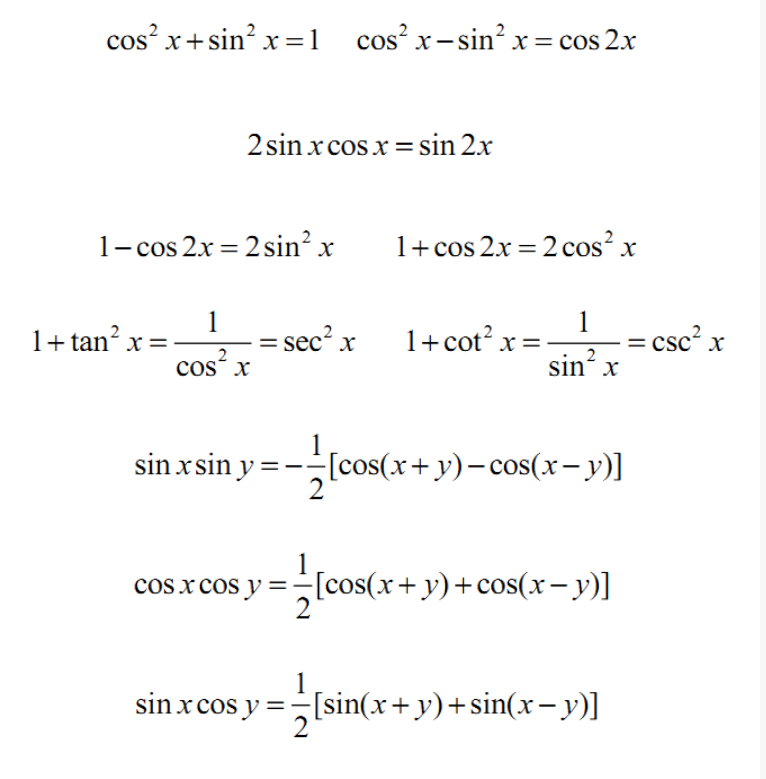 cos² x + sin² x = 1    cos² x − sin² x = cos 2x
2 sin x cos x = sin 2x
1 − cos 2x = 2 sin² x    1 + cos 2x = 2 cos² x
1 + tan² x = 1/cos² x = sec² x    1 + cot² x = 1/sin² x = csc² x
sin x sin y = −1/2[cos(x + y) − cos(x − y)]
cos x cos y = 1/2[cos(x + y) + cos(x − y)]
sin x cos y = 1/2[sin(x + y) + sin(x − y)]